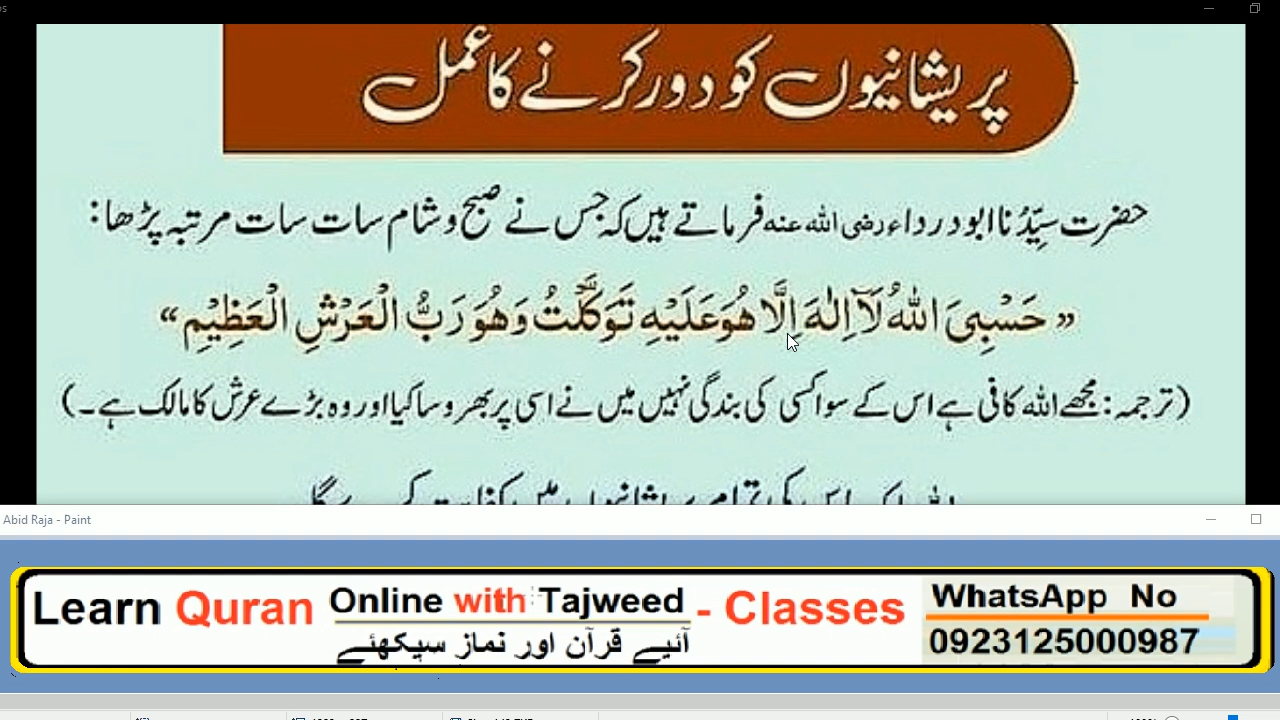 پریشانیوں کو دور کرنے کا عمل
حضرت سیِّدُنا ابودرداء رضی اللہ عنہ فرماتے ہیں کہ جس نے صبح و شام سات سات مرتبہ پڑھا:
«حَسْبِیَ اللّٰهُ لَاۤ اِلٰهَ اِلَّا هُوَ عَلَیْهِ تَوَكَّلْتُ وَهُوَ رَبُّ الْعَرْشِ الْعَظِیْمِ»
(ترجمہ: مجھے اللہ کافی ہے اس کے سوا کسی کی بندگی نہیں میں نے اسی پر بھروسا کیا اور وہ بڑے عرش کا مالک ہے۔)
Abid Raja - Paint
Learn Quran Online with Tajweed - Classes
آئیے قرآن اور نماز سیکھئے
WhatsApp No
0923125000987